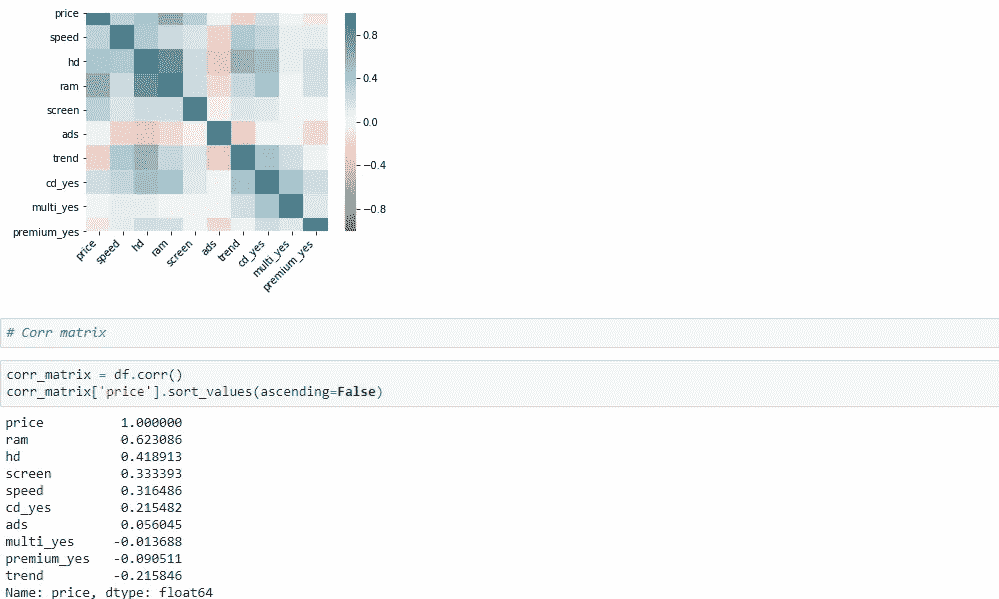 price
speed
hd
ram
screen
ads
trend
cd_yes
multi_yes
premium_yes
0.8
0.4
0.0
−0.4
−0.8
price speed hd ram screen ads trend cd_yes multi_yes premium_yes
# Corr matrix
corr_matrix = df.corr()
corr_matrix['price'].sort_values(ascending=False)
price 1.000000
ram 0.623086
hd 0.418913
screen 0.333393
speed 0.316486
cd_yes 0.215482
ads 0.056045
multi_yes -0.013688
premium_yes -0.090511
trend -0.215846
Name: price, dtype: float64